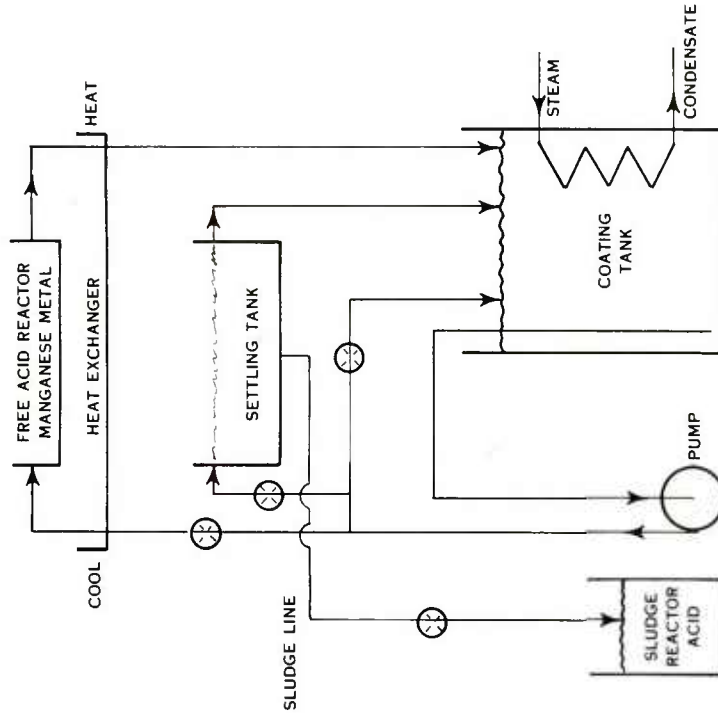 FREE ACID REACTOR
MANGANESE METAL
COOL
HEAT EXCHANGER
HEAT
SETTLING TANK
SLUDGE LINE
STEAM
COATING
TANK
CONDENSATE
PUMP
SLUDGE
REACTOR
ACID